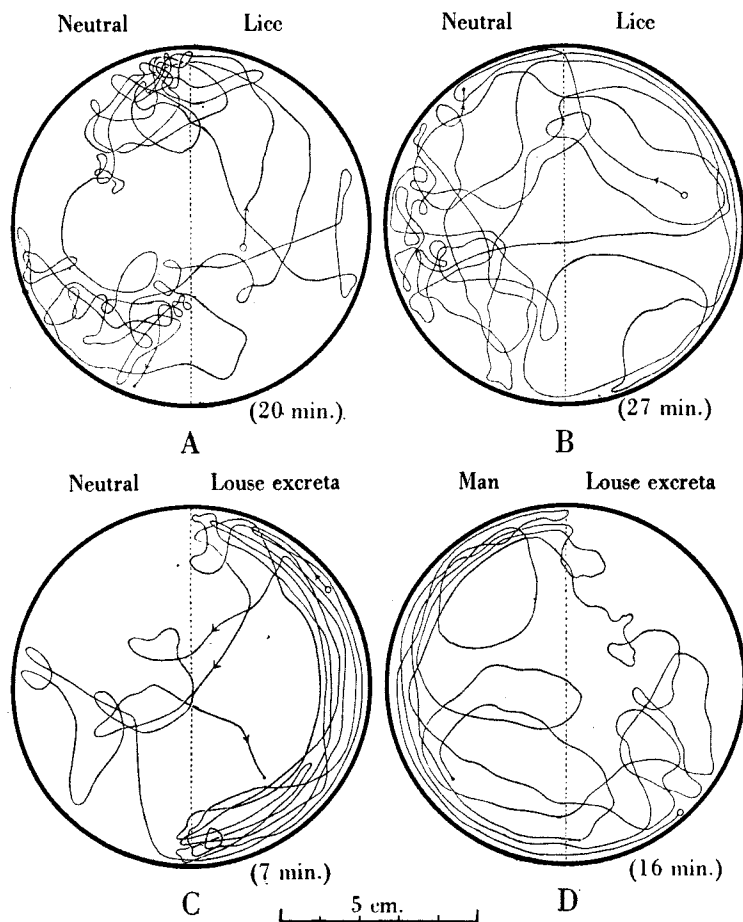 Neutral Lice
Neutral Lice
(20 min.)
(27 min.)
A
B
Neutral Louse excreta
Man Louse excreta
(7 min.)
(16 min.)
C
D
5 cm.